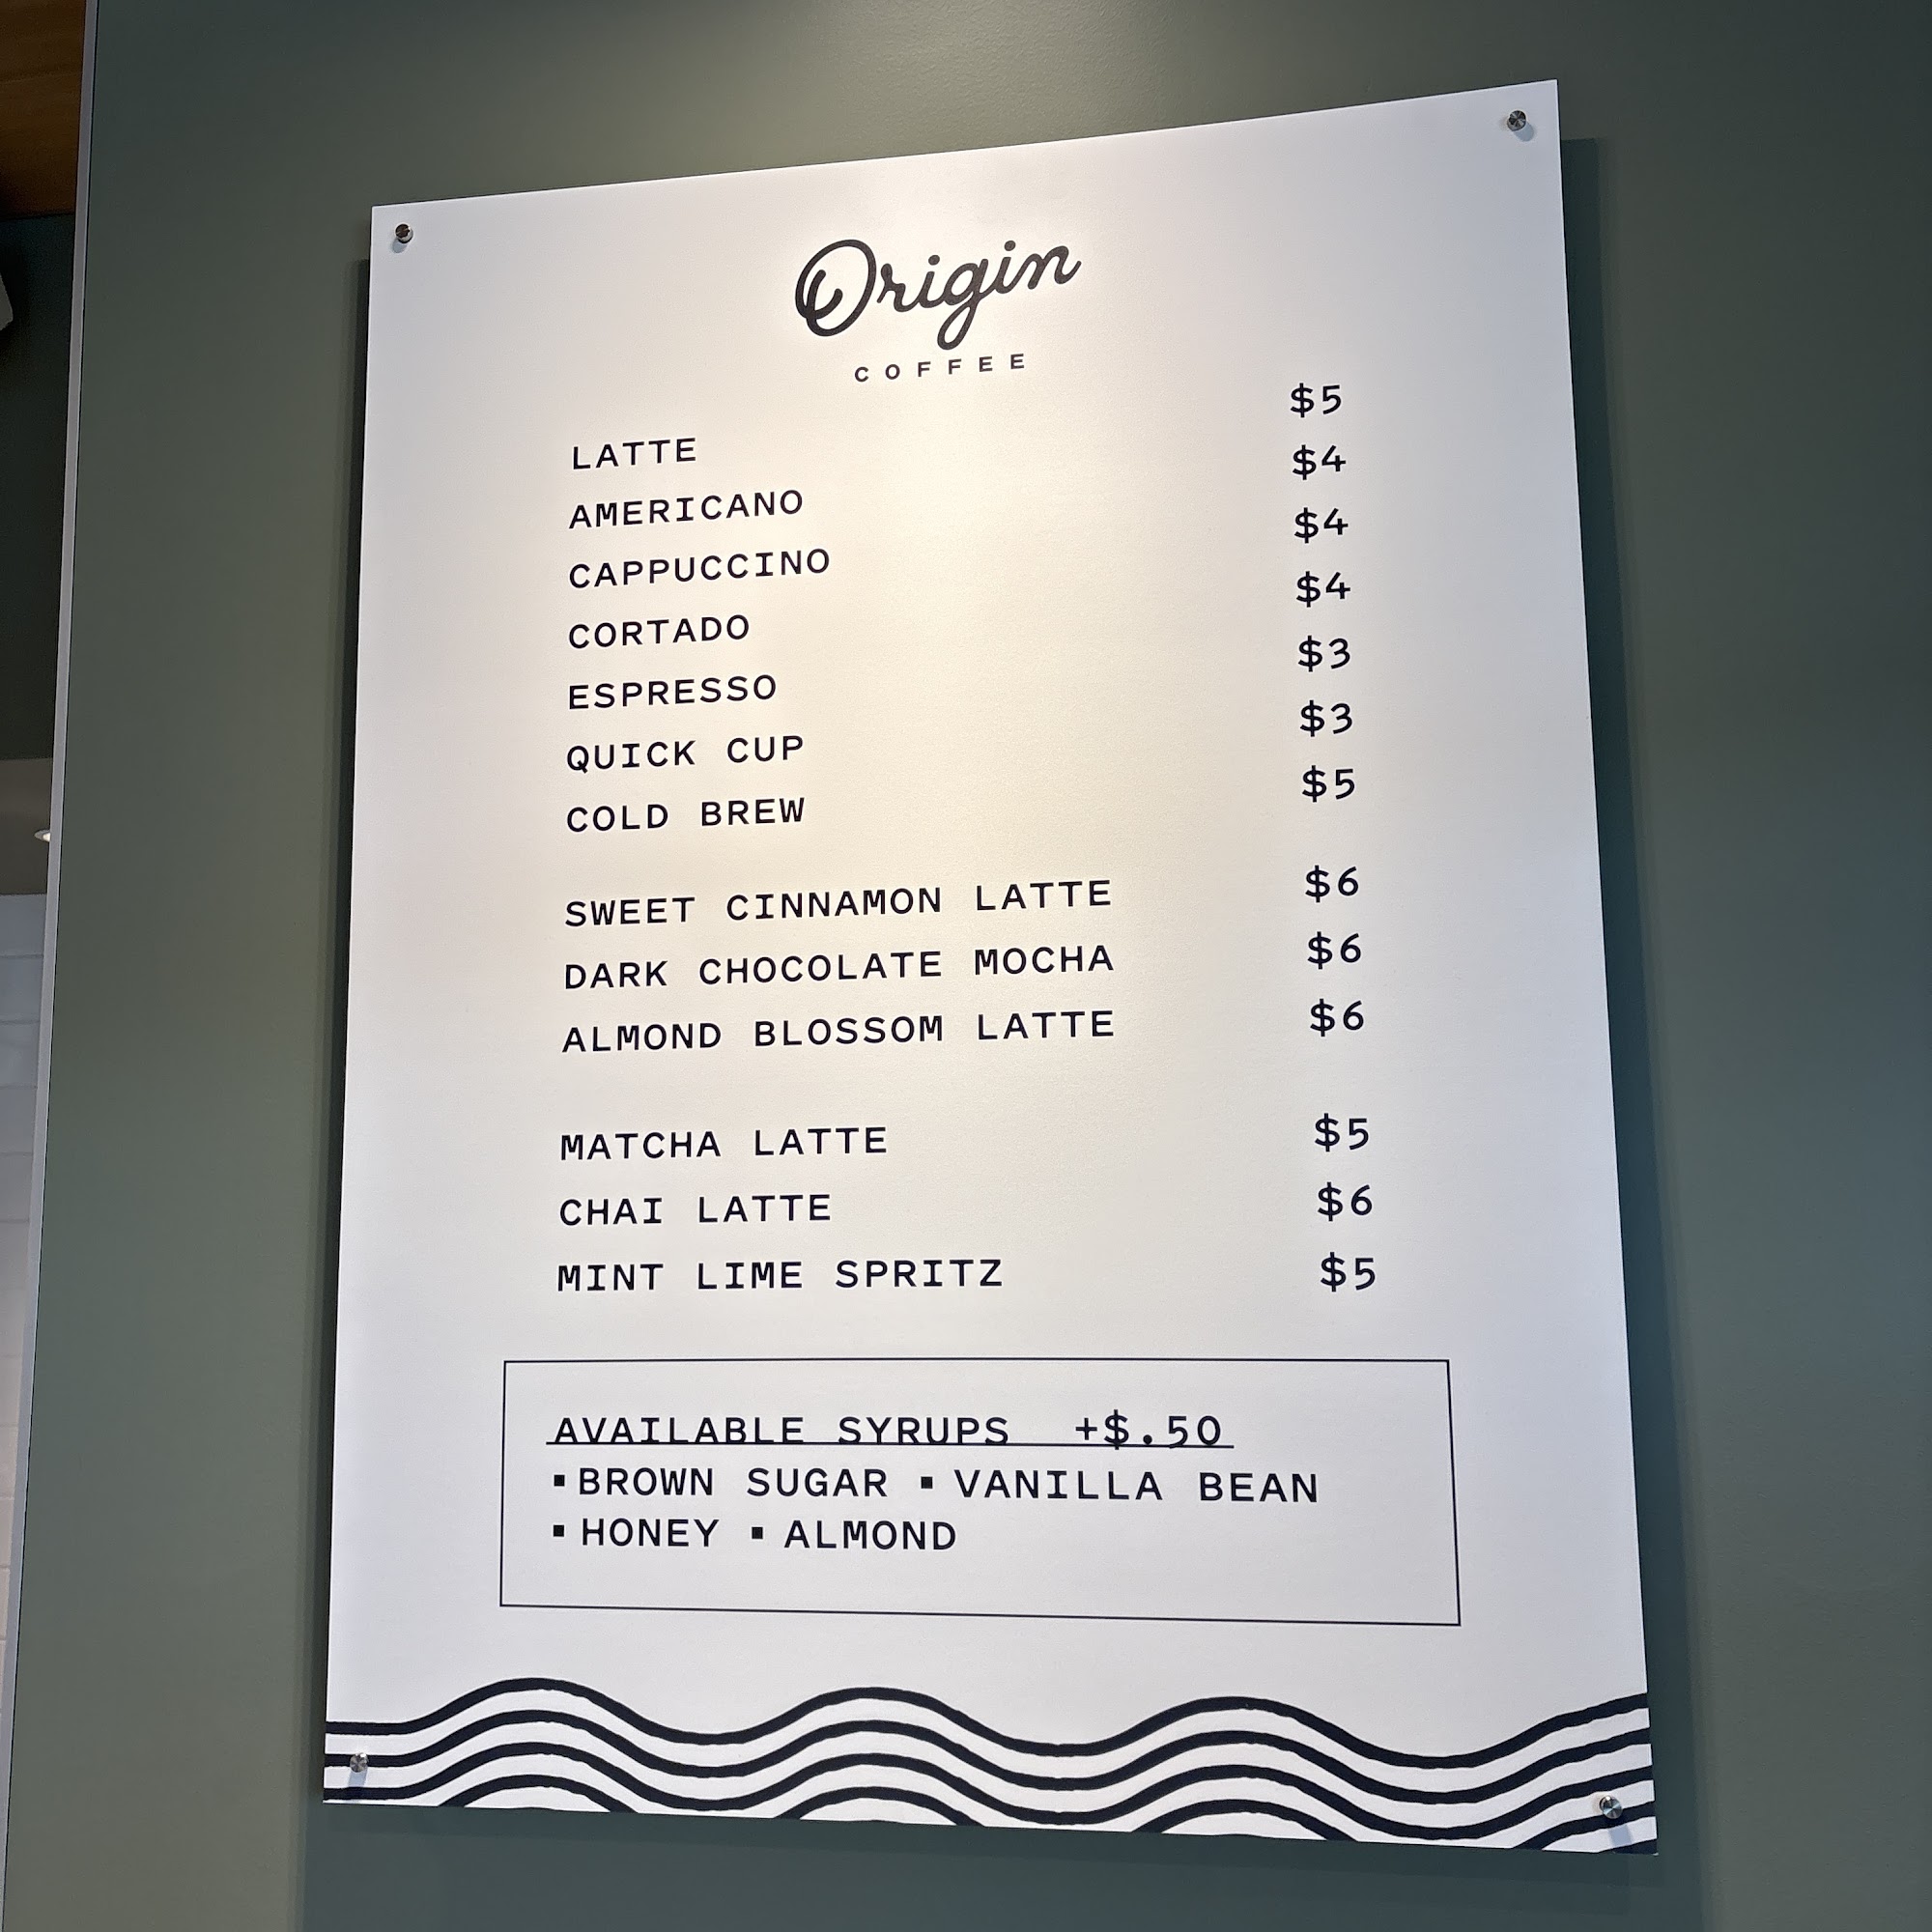 Origin
COFFEE
LATTE $5
AMERICANO $4
CAPPUCCINO $4
CORTADO $4
ESPRESSO $3
QUICK CUP $3
COLD BREW $5
SWEET CINNAMON LATTE $6
DARK CHOCOLATE MOCHA $6
ALMOND BLOSSOM LATTE $6
MATCHA LATTE $5
CHAI LATTE $6
MINT LIME SPRITZ $5
AVAILABLE SYRUPS +$.50
▪BROWN SUGAR ▪VANILLA BEAN
▪HONEY ▪ALMOND